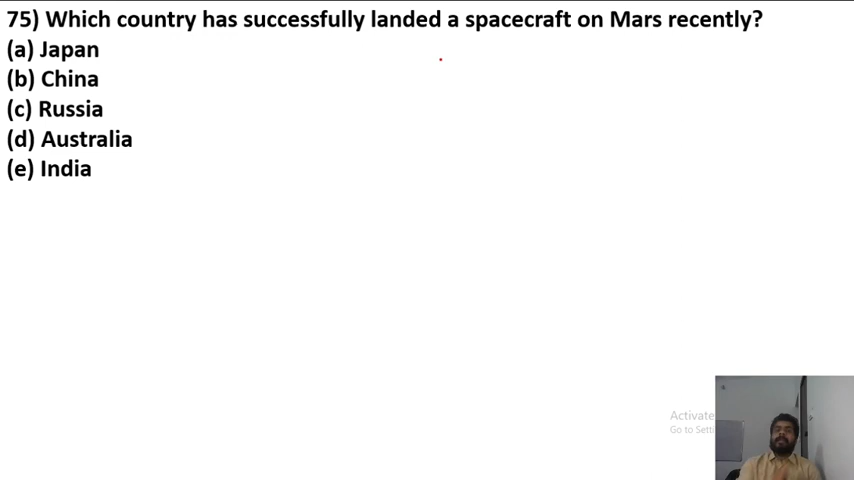 75) Which country has successfully landed a spacecraft on Mars recently?
(a) Japan
(b) China
(c) Russia
(d) Australia
(e) India
Activate
Go to Setti